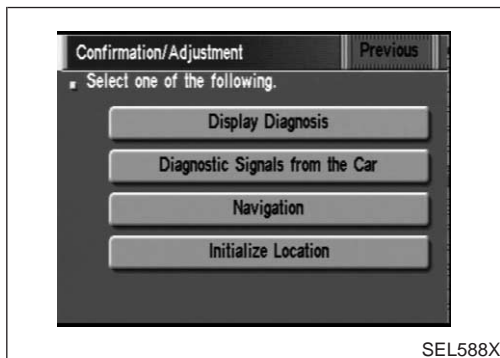 Confirmation/Adjustment Previous
Select one of the following.
Display Diagnosis
Diagnostic Signals from the Car
Navigation
Initialize Location
SEL588X